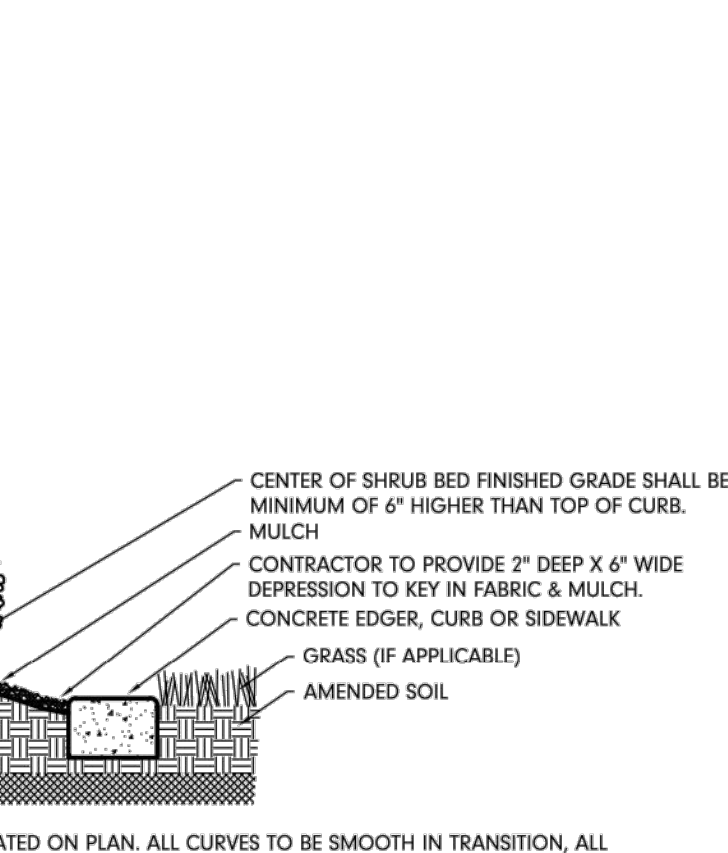 CENTER OF SHRUB BED FINISHED GRADE SHALL BE
MINIMUM OF 6" HIGHER THAN TOP OF CURB.
MULCH
CONTRACTOR TO PROVIDE 2" DEEP X 6" WIDE
DEPRESSION TO KEY IN FABRIC & MULCH.
CONCRETE EDGER, CURB OR SIDEWALK
GRASS (IF APPLICABLE)
AMENDED SOIL
ON PLAN. ALL CURVES TO BE SMOOTH IN TRANSITION, ALL